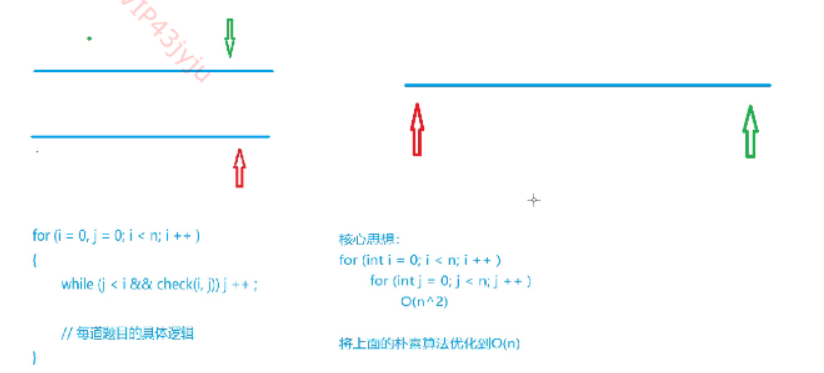 VIP43jyju
for (i = 0, j = 0; i < n; i ++ )
{
while (j < i && check(i, j)) j ++ ;
// 每道题目的具体逻辑
}
核心思想:
for (int i = 0; i < n; i ++ )
for (int j = 0; j < n; j ++ )
O(n^2)
将上面的朴素算法优化到O(n)